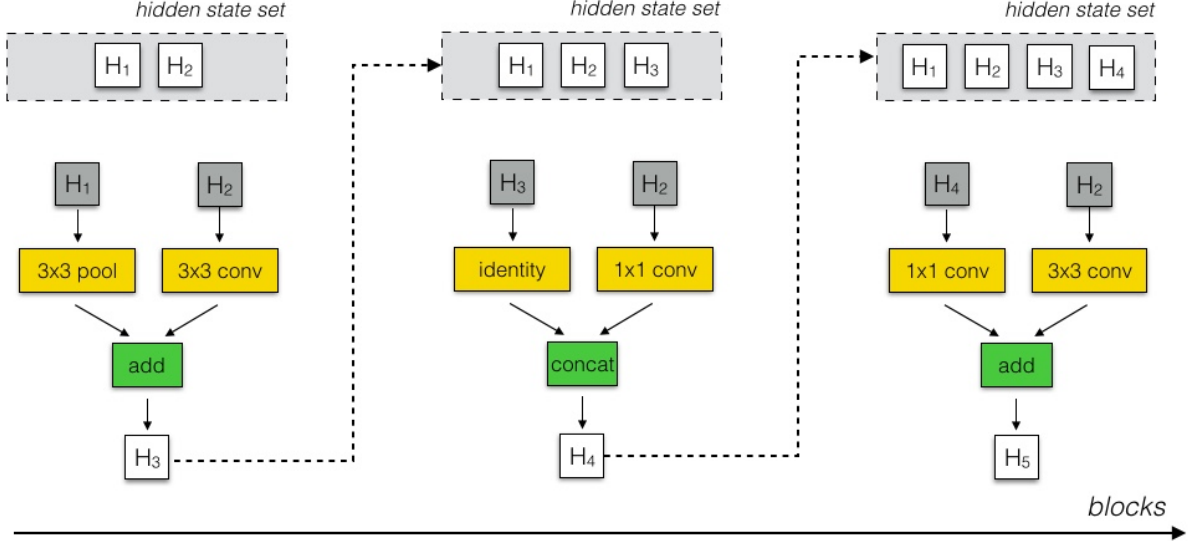 hidden state set
hidden state set
hidden state set
H₁ H₂
H₁ H₂ H₃
H₁ H₂ H₃ H₄
H₁ H₂
H₃ H₂
H₄ H₂
3x3 pool 3x3 conv
identity 1x1 conv
1x1 conv 3x3 conv
add
concat
add
H₃
H₄
H₅
blocks